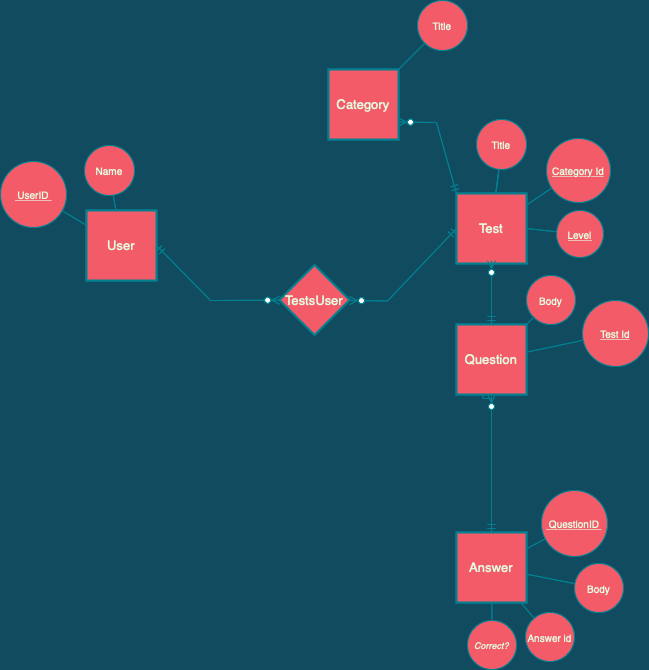 Title
Category
Title
Category Id
Name
UserID
Test
Level
User
TestsUser
Body
Test Id
Question
QuestionID
Answer
Body
Answer id
Correct?